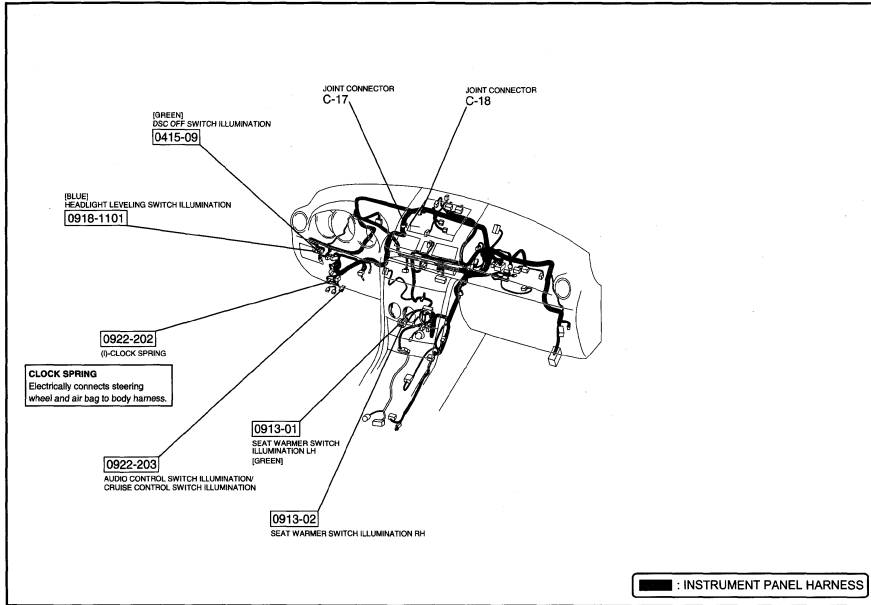 JOINT CONNECTOR
C-17
JOINT CONNECTOR
C-18
[GREEN]
DSC OFF SWITCH ILLUMINATION
0415-09
[BLUE]
HEADLIGHT LEVELING SWITCH ILLUMINATION
0918-1101
0922-202
(I)-CLOCK SPRING
CLOCK SPRING
Electrically connects steering
wheel and air bag to body harness.
0913-01
SEAT WARMER SWITCH
ILLUMINATION LH
[GREEN]
0922-203
AUDIO CONTROL SWITCH ILLUMINATION/
CRUISE CONTROL SWITCH ILLUMINATION
0913-02
SEAT WARMER SWITCH ILLUMINATION RH
: INSTRUMENT PANEL HARNESS